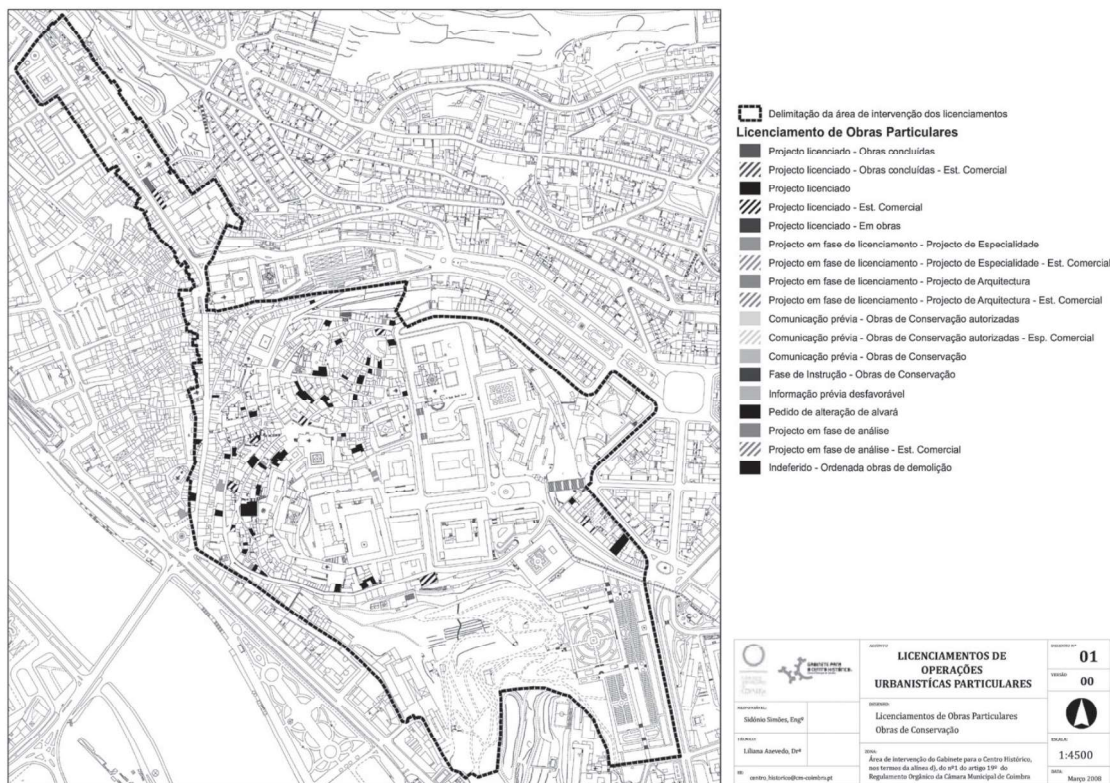 Delimitação da área de intervenção dos licenciamentos
Licenciamento de Obras Particulares
Projecto licenciado - Obras concluídas
Projecto licenciado - Obras concluídas - Est. Comercial
Projecto licenciado
Projecto licenciado - Est. Comercial
Projecto licenciado - Em obras
Projecto em fase de licenciamento - Projecto de Especialidade
Projecto em fase de licenciamento - Projecto de Especialidade - Est. Comercial
Projecto em fase de licenciamento - Projecto de Arquitectura
Projecto em fase de licenciamento - Projecto de Arquitectura - Est. Comercial
Comunicação prévia - Obras de Conservação autorizadas
Comunicação prévia - Obras de Conservação autorizadas - Esp. Comercial
Comunicação prévia - Obras de Conservação
Fase de Instrução - Obras de Conservação
Informação prévia desfavorável
Pedido de alteração de alvará
Projecto em fase de análise
Projecto em fase de análise - Est. Comercial
Indeferido - Ordenada obras de demolição
GABINETE PARA
O CENTRO HISTÓRICO
LICENCIAMENTOS DE
OPERAÇÕES
URBANISTÍCAS PARTICULARES
01
VERSÃO
00
Sidónio Simões, Engº
Licenciamentos de Obras Particulares
Obras de Conservação
Liliana Azevedo, Drª
ESCALA:
1:4500
ZONA:
Área de intervenção do Gabinete para o Centro Histórico,
nos termos da alínea d), do nº1 do artigo 19º do
Regulamento Orgânico da Câmara Municipal de Coimbra
centro_historico@cm-coimbra.pt
DATA:
Março 2008